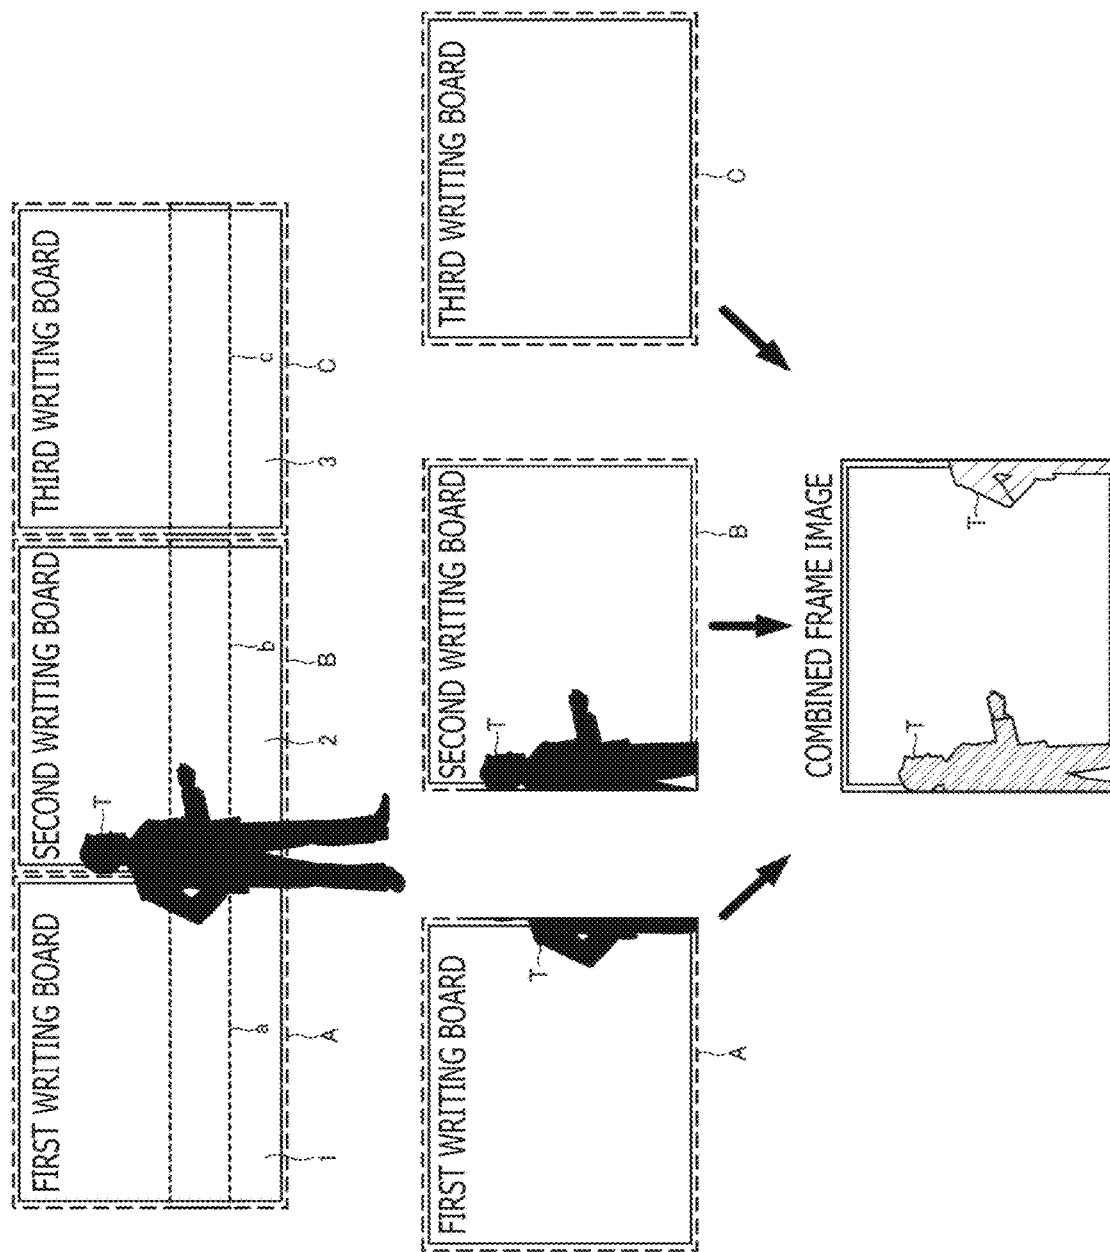 FIRST WRITING BOARD
SECOND WRITING BOARD
THIRD WRITING BOARD
T
a
b
c
1
2
3
A
B
C
FIRST WRITING BOARD
SECOND WRITING BOARD
THIRD WRITING BOARD
T
T
A
B
C
COMBINED FRAME IMAGE
T
T